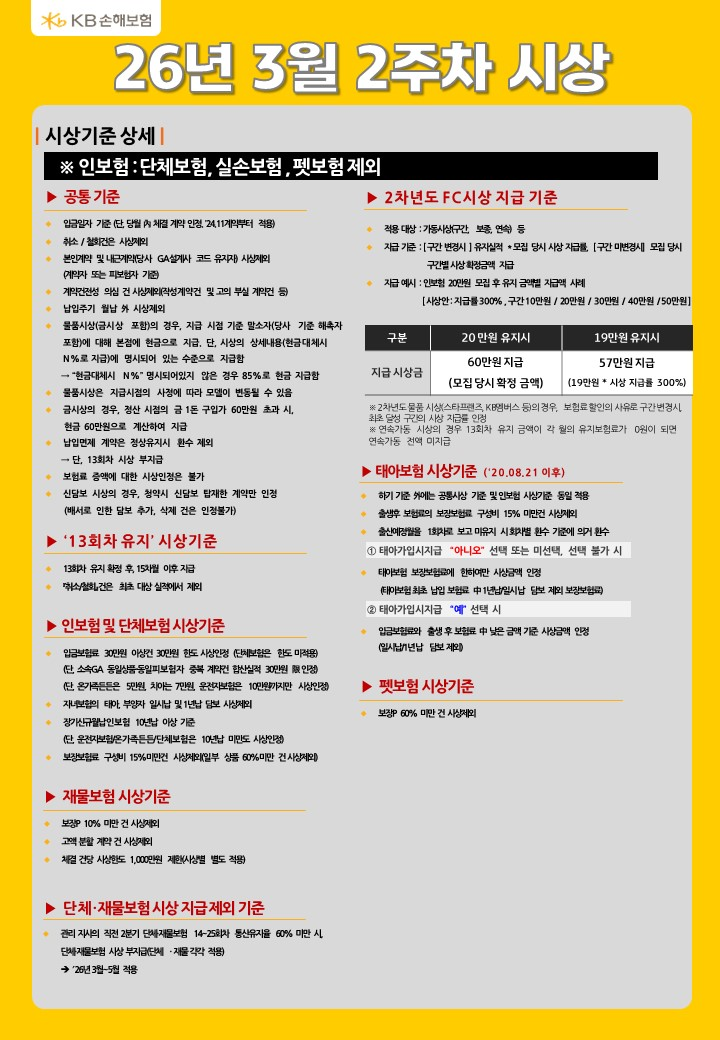 KB손해보험
26년 3월 2주차 시상
시상기준 상세
※ 인보험 : 단체보험, 실손보험 , 펫보험 제외
▶ 공통 기준
입금일자 기준 (단, 당월 內 체결 계약 인정, '24.11계약부터 적용)
취소 / 철회건은 시상제외
본인계약 및 내근계약(당사 GA설계사 코드 유지자) 시상제외
(계약자 또는 피보험자 기준)
계약건전성 의심 건 시상제외(작성계약건 및 고의 부실 계약건 등)
납입주기 월납 外 시상제외
물품시상(금시상 포함)의 경우, 지급 시점 기준 말소자(당사 기준 해촉자
포함)에 대해 본점에 현금으로 지급. 단, 시상의 상세내용(현금대체시
N%로 지급)에 명시되어 있는 수준으로 지급함
→ "현금대체시 N%" 명시되어있지 않은 경우 85%로 현금 지급함
물품시상은 지급시점의 사정에 따라 모델이 변동될 수 있음
금시상의 경우, 정산 시점의 금 1돈 구입가 60만원 초과 시,
현금 60만원으로 계산하여 지급
납입면제 계약은 정상유지시 환수 제외
→ 단, 13회차 시상 부지급
보험료 증액에 대한 시상인정은 불가
신담보 시상의 경우, 청약시 신담보 탑재한 계약만 인정
(배서로 인한 담보 추가, 삭제 건은 인정불가)
▶ '13회차 유지' 시상기준
13회차 유지 확정 후, 15차월 이후 지급
『취소/철회』건은 최초 대상 실적에서 제외
▶ 인보험 및 단체보험 시상기준
입금보험료 30만원 이상건 30만원 한도 시상인정 (단체보험은 한도 미적용)
(단, 소속GA 동일상품·동일피보험자 중복 계약건 합산실적 30만원 限 인정)
(단, 온가족든든은 5만원, 치아는 7만원, 운전자보험은 10만원까지만 시상인정)
자녀보험의 태아, 부양자 일시납 및 1년납 담보 시상제외
장기신규월납인보험 10년납 이상 기준
(단, 운전자보험/온가족든든/단체보험은 10년납 미만도 시상인정)
보장보험료 구성비 15%미만건 시상제외(일부 상품 60%미만 건 시상제외)
▶ 재물보험 시상기준
보장P 10% 미만 건 시상제외
고액 분할 계약 건 시상제외
체결 건당 시상한도 1,000만원 제한(시상별 별도 적용)
▶ 단체·재물보험 시상 지급제외 기준
관리 지사의 직전 2분기 단체·재물보험 14~25회차 통산유지율 60% 미만 시,
단체·재물보험 시상 부지급(단체 · 재물 각각 적용)
→ '26년 3월~5월 적용
▶ 2차년도 FC시상 지급 기준
적용 대상 : 가동시상(구간, 보종, 연속) 등
지급 기준 : [ 구간 변경시 ] 유지실적 * 모집 당시 시상 지급률, [ 구간 미변경시] 모집 당시
구간별 시상 확정금액 지급
지급 예시 : 인보험 20만원 모집 후 유지 금액별 지급액 사례
[ 시상안 : 지급률 300% , 구간 10만원 / 20만원 / 30만원 / 40만원 / 50만원]
구분 20만원 유지시 19만원 유지시
지급 시상금 60만원 지급 57만원 지급
(모집 당시 확정 금액) (19만원 * 시상 지급률 300%)
※ 2차년도 물품 시상(스타프랜즈, KB멤버스 등)의 경우, 보험료 할인의 사유로 구간 변경시,
최초 달성 구간의 시상 지급률 인정
※ 연속가동 시상의 경우 13회차 유지 금액이 각 월의 유지보험료가 0원이 되면
연속가동 전액 미지급
▶ 태아보험 시상기준 ('20.08.21 이후)
하기 기준 外에는 공통시상 기준 및 인보험 시상기준 동일 적용
출생후 보험료의 보장보험료 구성비 15% 미만건 시상제외
출산예정월을 1회차로 보고 미유지 시 회차별 환수 기준에 의거 환수
① 태아가입시지급 "아니오" 선택 또는 미선택, 선택 불가 시
태아보험 보장보험료에 한하여만 시상금액 인정
(태아보험 최초 납입 보험료 中 1년납/일시납 담보 제외 보장보험료)
② 태아가입시지급 "예" 선택 시
입금보험료와 출생 후 보험료 中 낮은 금액 기준 시상금액 인정
(일시납/1년납 담보 제외)
▶ 펫보험 시상기준
보장P 60% 미만 건 시상제외